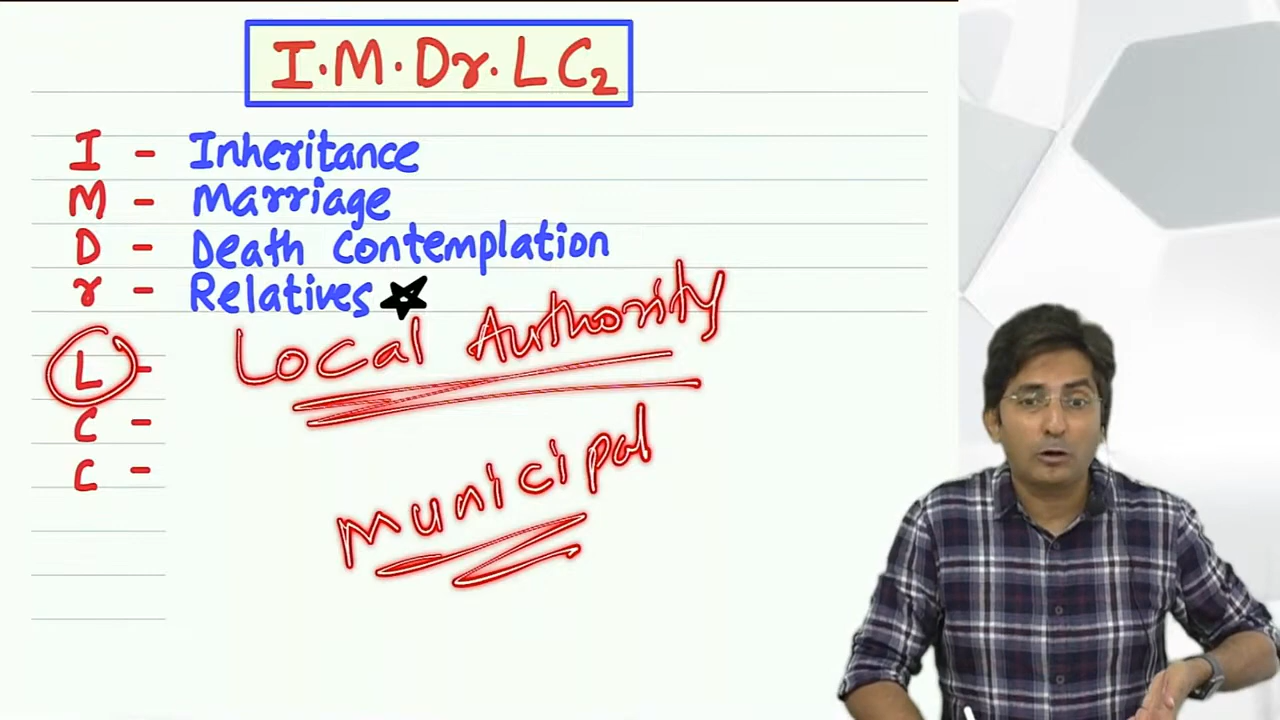 I.M.Dr.LC2
I - Inheritance
M - Marriage
D - Death Contemplation
r - Relatives
L - Local Authority
C -
Municipal
C -